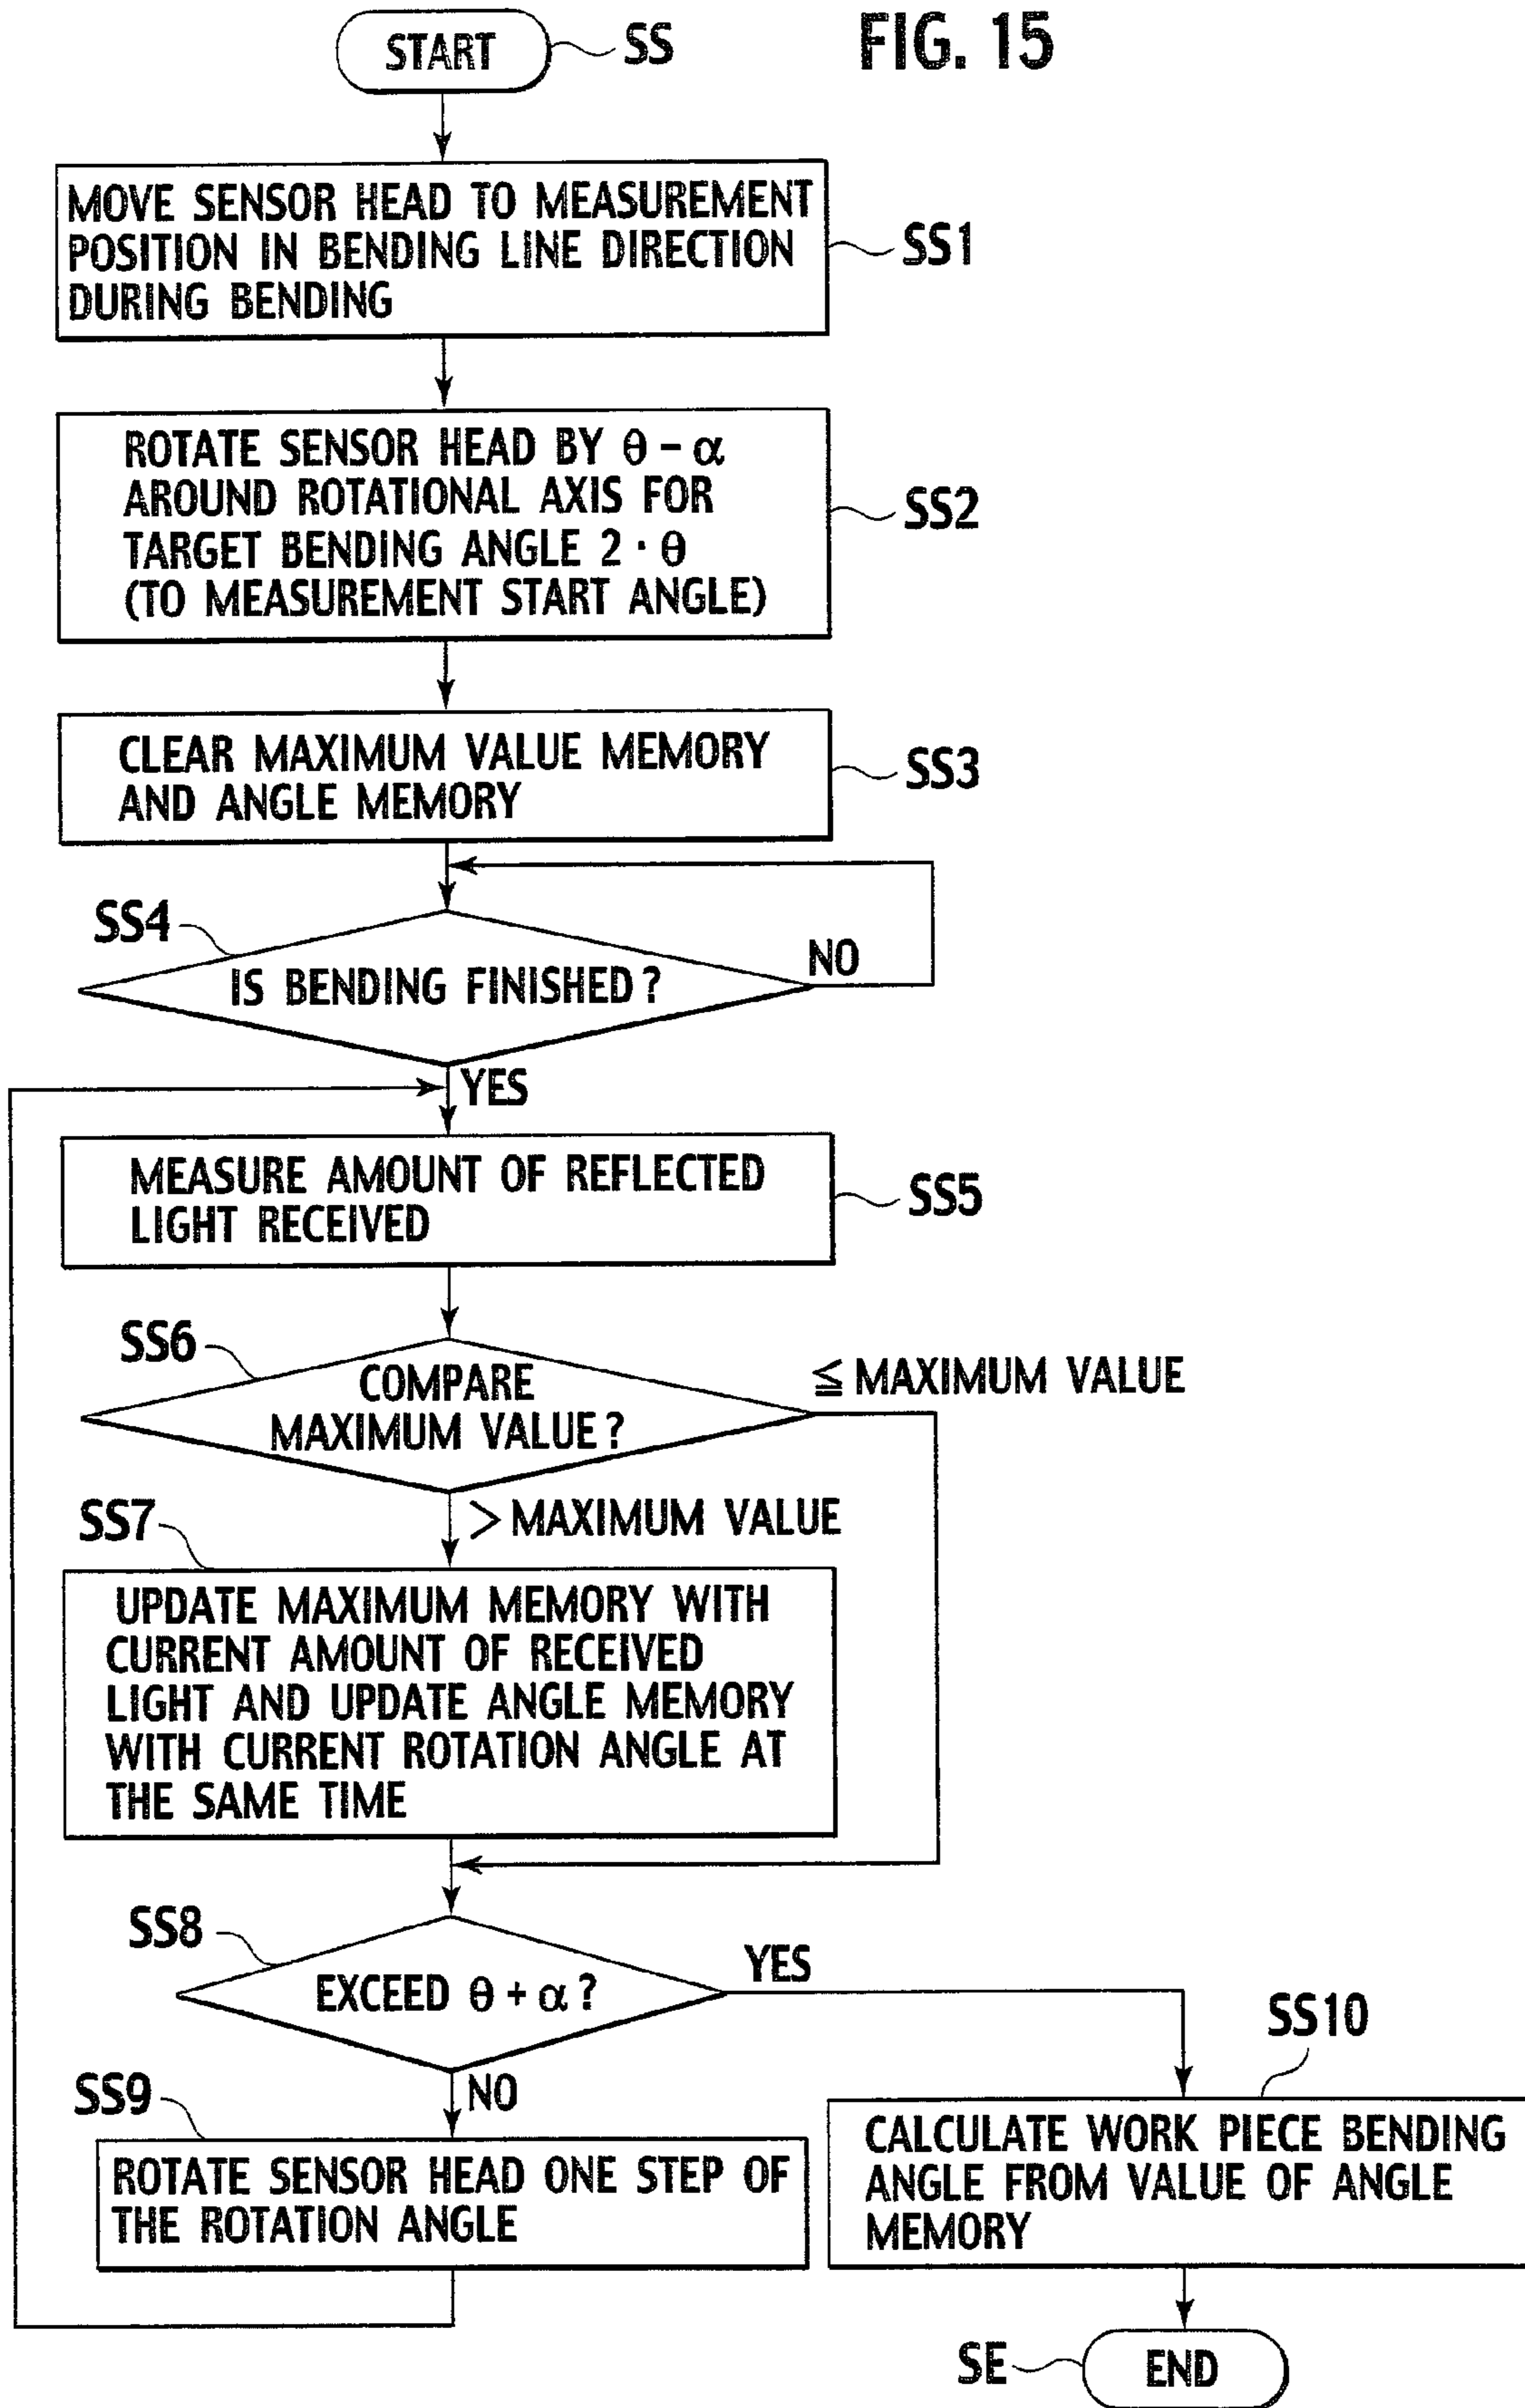 START
SS
FIG. 15
MOVE SENSOR HEAD TO MEASUREMENT
POSITION IN BENDING LINE DIRECTION
DURING BENDING
SS1
ROTATE SENSOR HEAD BY θ - α
AROUND ROTATIONAL AXIS FOR
TARGET BENDING ANGLE 2 · θ
(TO MEASUREMENT START ANGLE)
SS2
CLEAR MAXIMUM VALUE MEMORY
AND ANGLE MEMORY
SS3
SS4
IS BENDING FINISHED ?
NO
YES
MEASURE AMOUNT OF REFLECTED
LIGHT RECEIVED
SS5
SS6
COMPARE
MAXIMUM VALUE ?
≦ MAXIMUM VALUE
> MAXIMUM VALUE
SS7
UPDATE MAXIMUM MEMORY WITH
CURRENT AMOUNT OF RECEIVED
LIGHT AND UPDATE ANGLE MEMORY
WITH CURRENT ROTATION ANGLE AT
THE SAME TIME
SS8
EXCEED θ + α ?
YES
NO
SS9
ROTATE SENSOR HEAD ONE STEP OF
THE ROTATION ANGLE
SS10
CALCULATE WORK PIECE BENDING
ANGLE FROM VALUE OF ANGLE
MEMORY
SE
END